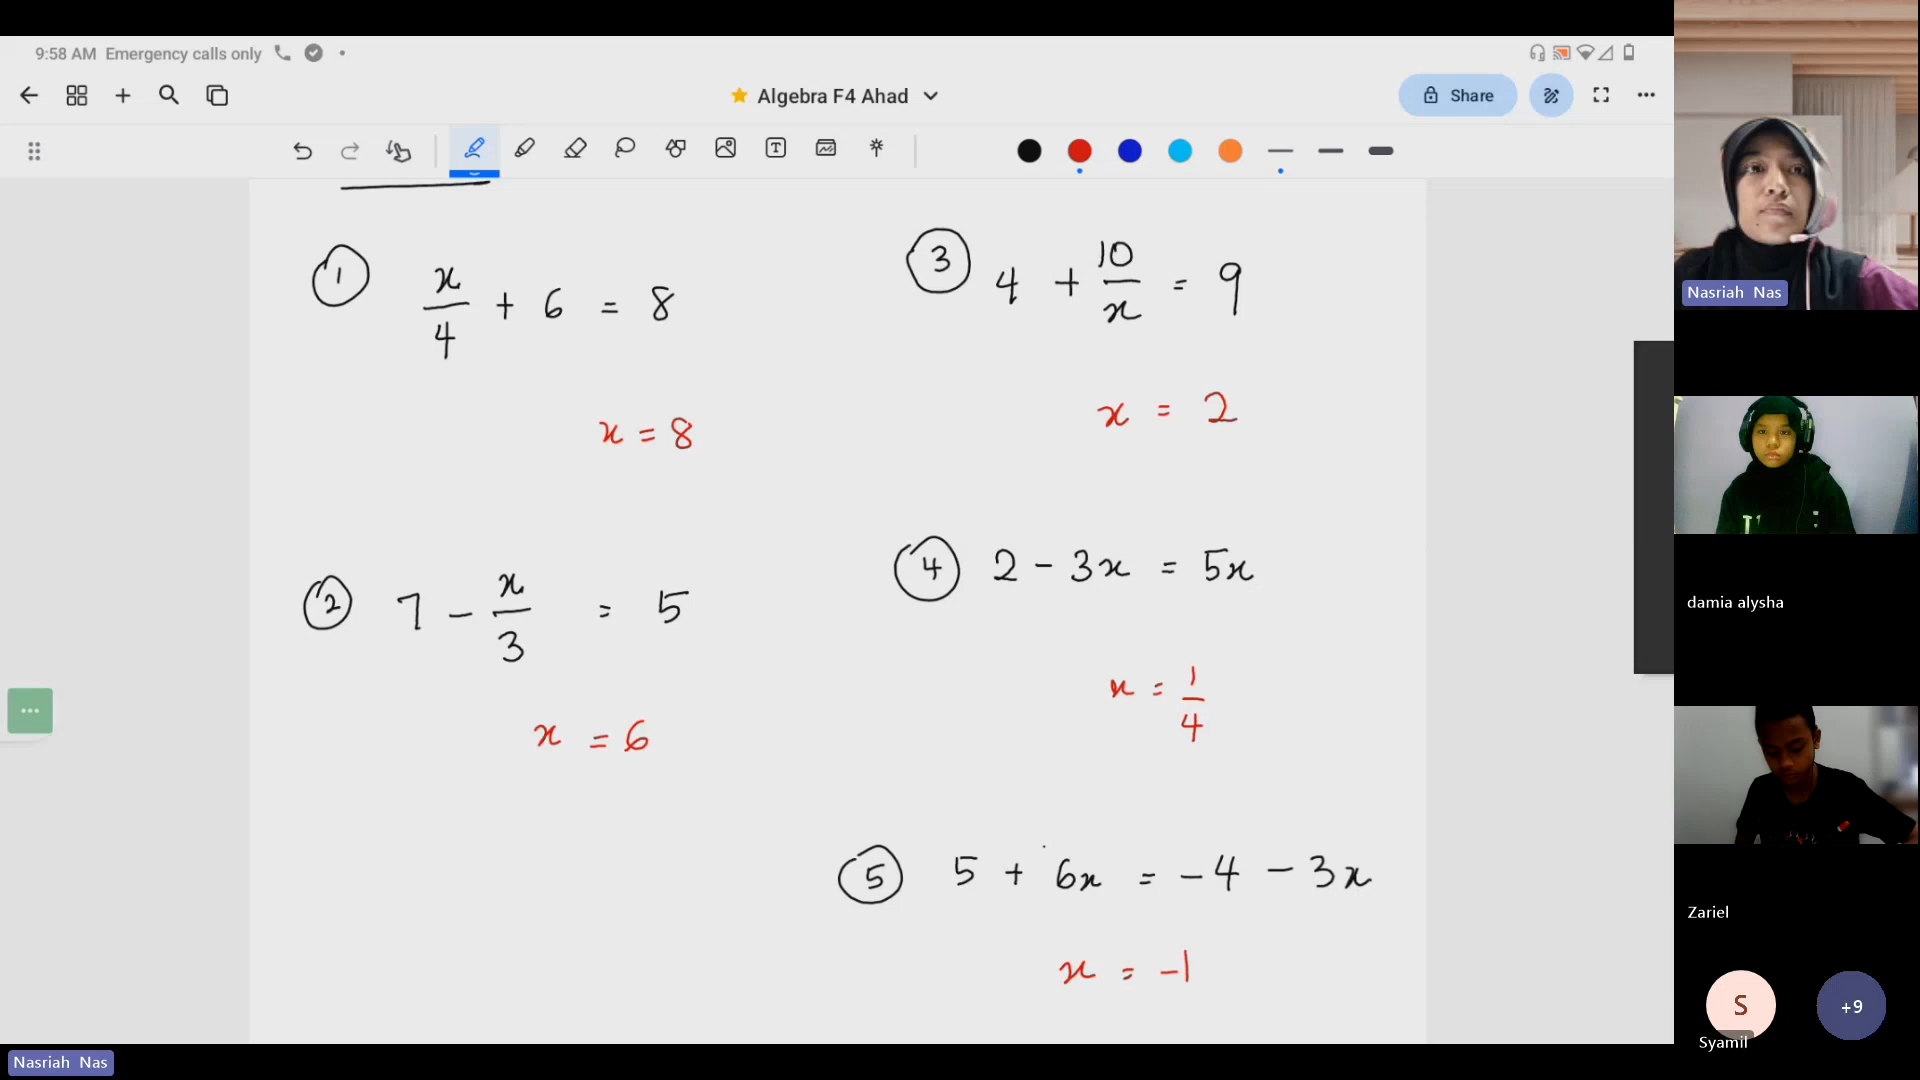 9:58 AM Emergency calls only
Algebra F4 Ahad
Share
① x/4 + 6 = 8
x = 8
② 7 - x/3 = 5
x = 6
③ 4 + 10/x = 9
x = 2
④ 2 - 3x = 5x
x = 1/4
⑤ 5 + 6x = -4 - 3x
x = -1
Nasriah Nas
damia alysha
Zariel
S
Syamil
+9
Nasriah Nas